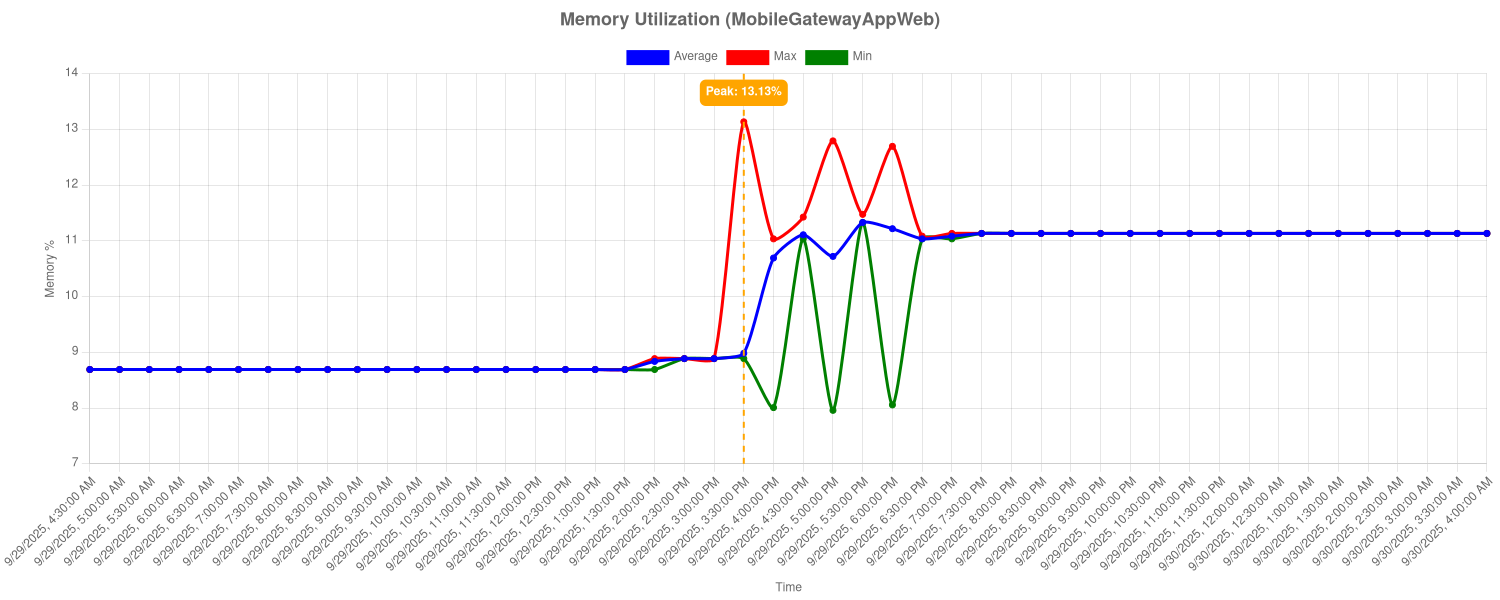 Memory Utilization (MobileGatewayAppWeb)
Average Max Min
Peak: 13.13%
14
13
12
11
10
9
8
7
Memory %
9/29/2025, 4:30:00 AM
9/29/2025, 5:00:00 AM
9/29/2025, 5:30:00 AM
9/29/2025, 6:00:00 AM
9/29/2025, 6:30:00 AM
9/29/2025, 7:00:00 AM
9/29/2025, 7:30:00 AM
9/29/2025, 8:00:00 AM
9/29/2025, 8:30:00 AM
9/29/2025, 9:00:00 AM
9/29/2025, 9:30:00 AM
9/29/2025, 10:00:00 AM
9/29/2025, 10:30:00 AM
9/29/2025, 11:00:00 AM
9/29/2025, 11:30:00 AM
9/29/2025, 12:00:00 PM
9/29/2025, 12:30:00 PM
9/29/2025, 1:00:00 PM
9/29/2025, 1:30:00 PM
9/29/2025, 2:00:00 PM
9/29/2025, 2:30:00 PM
9/29/2025, 3:00:00 PM
9/29/2025, 3:30:00 PM
9/29/2025, 4:00:00 PM
9/29/2025, 4:30:00 PM
9/29/2025, 5:00:00 PM
9/29/2025, 5:30:00 PM
9/29/2025, 6:00:00 PM
9/29/2025, 6:30:00 PM
9/29/2025, 7:00:00 PM
9/29/2025, 7:30:00 PM
9/29/2025, 8:00:00 PM
9/29/2025, 8:30:00 PM
9/29/2025, 9:00:00 PM
9/29/2025, 9:30:00 PM
9/29/2025, 10:00:00 PM
9/29/2025, 10:30:00 PM
9/29/2025, 11:00:00 PM
9/29/2025, 11:30:00 PM
9/30/2025, 12:00:00 AM
9/30/2025, 12:30:00 AM
9/30/2025, 1:00:00 AM
9/30/2025, 1:30:00 AM
9/30/2025, 2:00:00 AM
9/30/2025, 2:30:00 AM
9/30/2025, 3:00:00 AM
9/30/2025, 3:30:00 AM
9/30/2025, 4:00:00 AM
Time